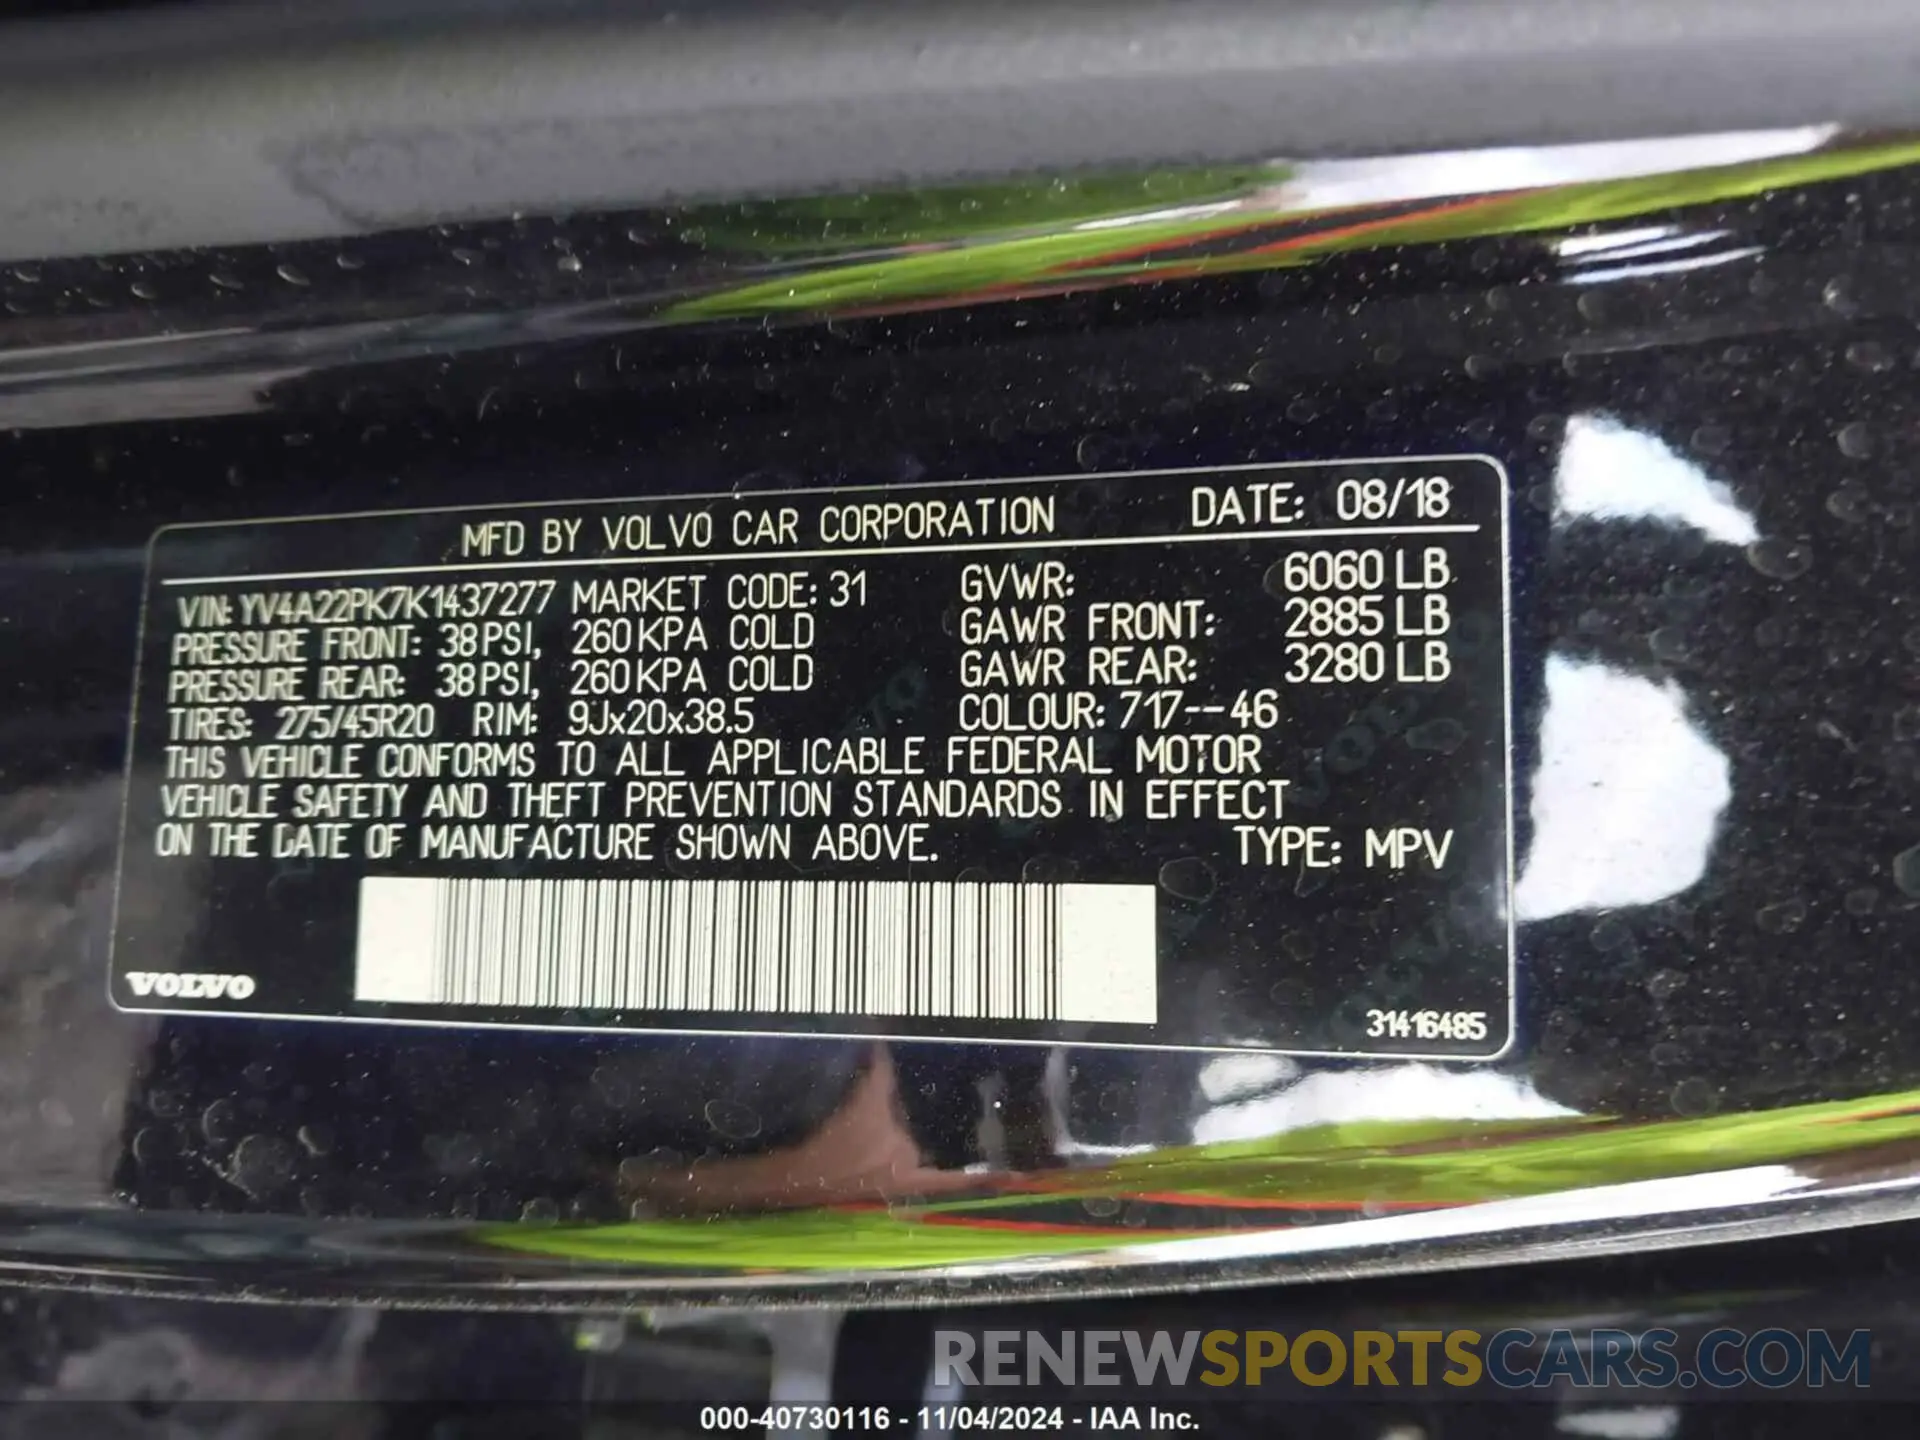 MFD BY VOLVO CAR CORPORATION DATE: 08/18
VIN: YV4A22PK7K1437277 MARKET CODE: 31 GVWR: 6060 LB
PRESSURE FRONT: 38 PSI, 260 KPA COLD GAWR FRONT: 2885 LB
PRESSURE REAR: 38 PSI, 260 KPA COLD GAWR REAR: 3280 LB
TIRES: 275/45R20 RIM: 9Jx20x38.5 COLOUR: 717--46
THIS VEHICLE CONFORMS TO ALL APPLICABLE FEDERAL MOTOR
VEHICLE SAFETY AND THEFT PREVENTION STANDARDS IN EFFECT
ON THE DATE OF MANUFACTURE SHOWN ABOVE. TYPE: MPV
VOLVO
31416485
RENEWSPORTSCARS.COM
000-40730116 - 11/04/2024 - IAA Inc.